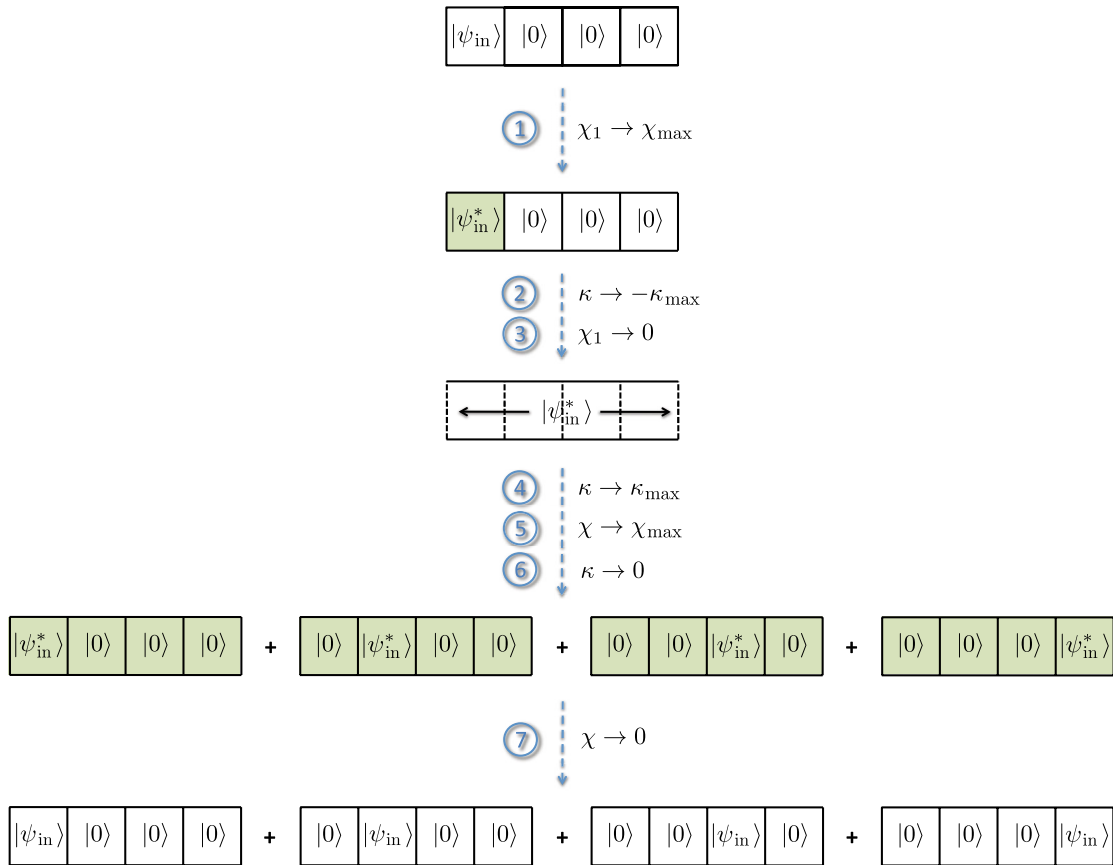 |ψin⟩ |0⟩ |0⟩ |0⟩
1 χ1 → χmax
|ψ*in⟩ |0⟩ |0⟩ |0⟩
2 κ → −κmax
3 χ1 → 0
|ψ*in⟩
4 κ → κmax
5 χ → χmax
6 κ → 0
|ψ*in⟩ |0⟩ |0⟩ |0⟩ + |0⟩ |ψ*in⟩ |0⟩ |0⟩ + |0⟩ |0⟩ |ψ*in⟩ |0⟩ + |0⟩ |0⟩ |0⟩ |ψ*in⟩
7 χ → 0
|ψin⟩ |0⟩ |0⟩ |0⟩ + |0⟩ |ψin⟩ |0⟩ |0⟩ + |0⟩ |0⟩ |ψin⟩ |0⟩ + |0⟩ |0⟩ |0⟩ |ψin⟩